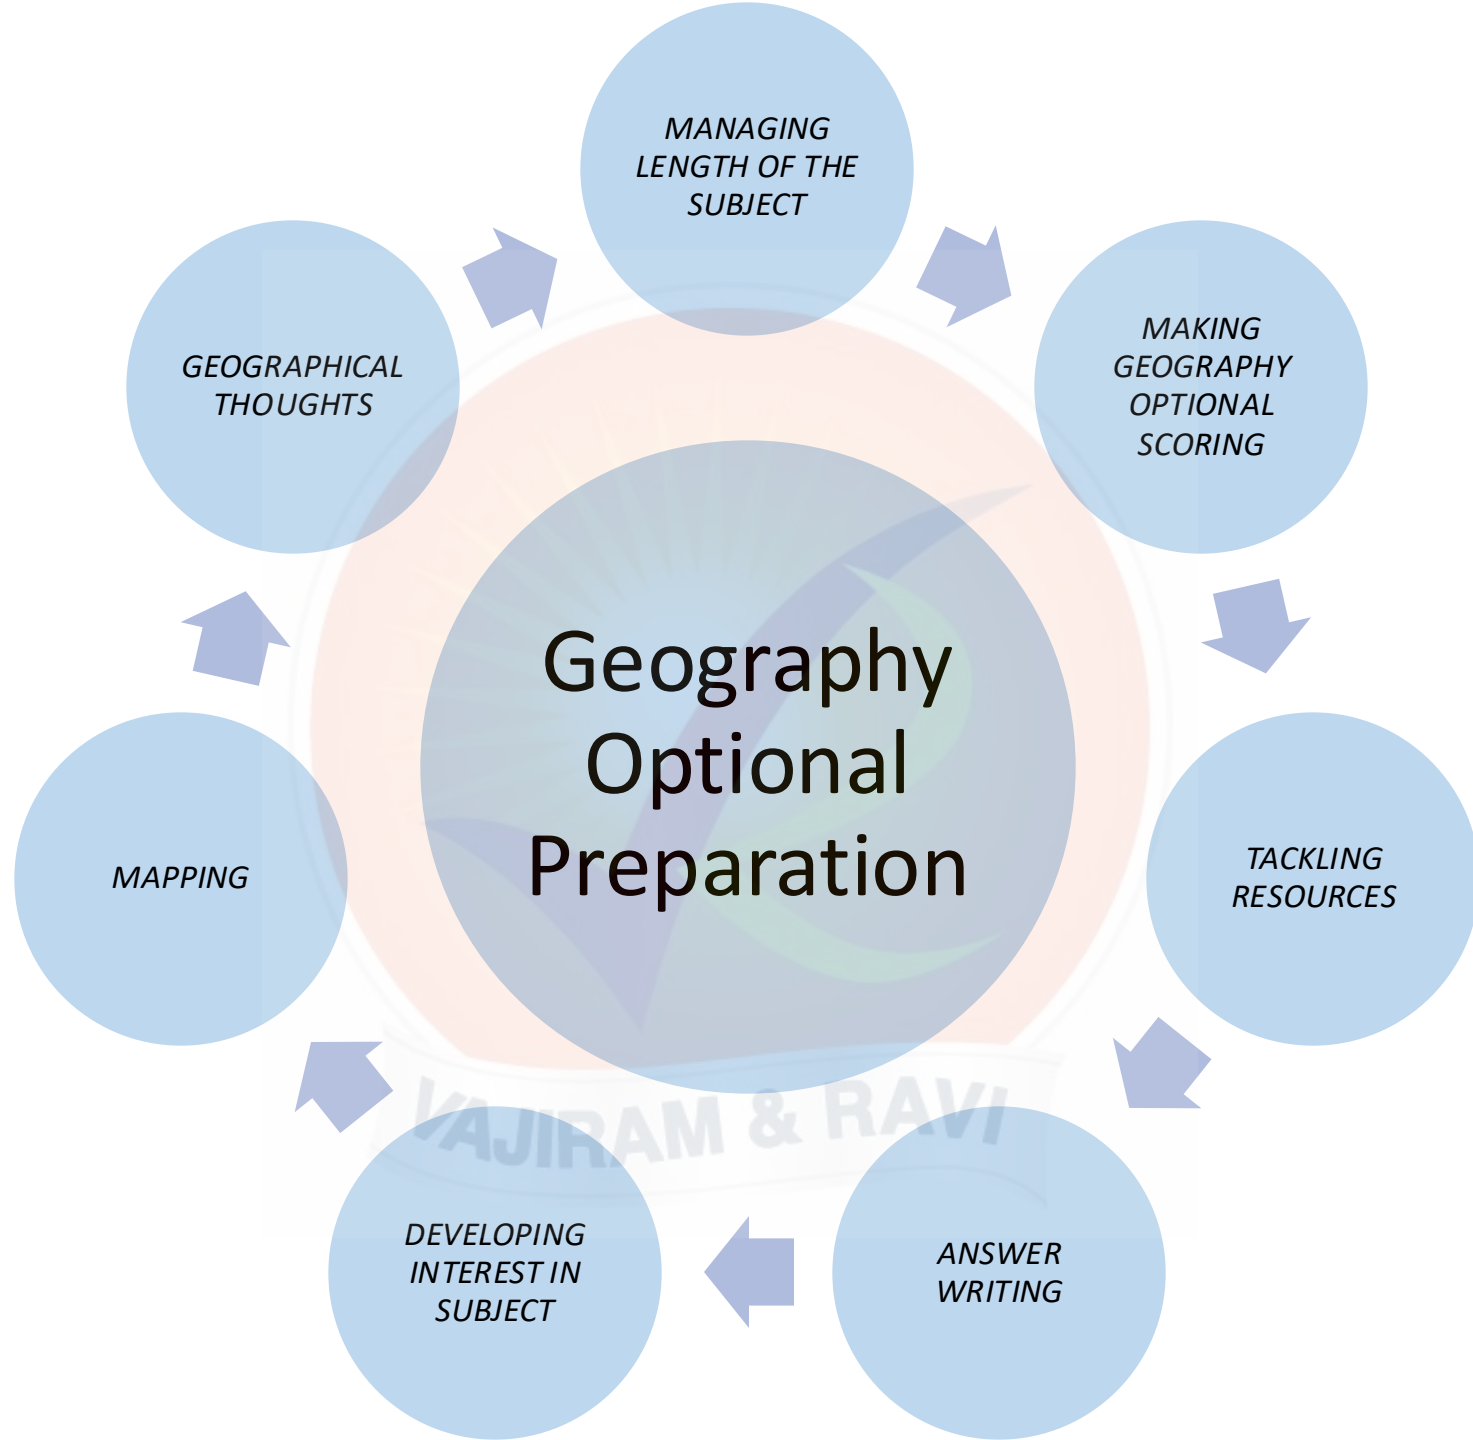 MANAGING
LENGTH OF THE
SUBJECT
MAKING
GEOGRAPHY
OPTIONAL
SCORING
TACKLING
RESOURCES
ANSWER
WRITING
DEVELOPING
INTEREST IN
SUBJECT
MAPPING
GEOGRAPHICAL
THOUGHTS
Geography
Optional
Preparation
VAJIRAM & RAVI